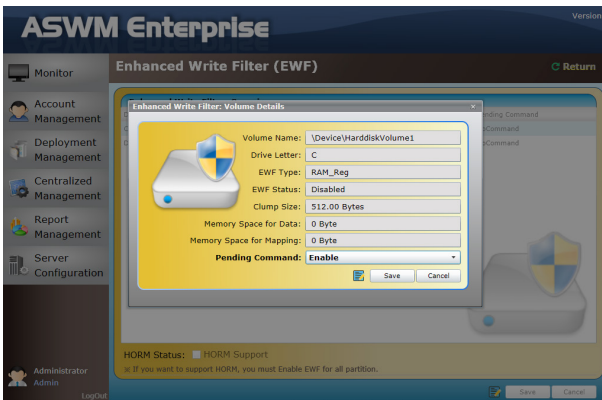 ASWM Enterprise
Version
Monitor
Enhanced Write Filter (EWF)
Return
Account
Management
Deployment
Management
Centralized
Management
Report
Management
Server
Configuration
Enhanced Write Filter: Volume Details
nding Command
Command
Command
Volume Name: \Device\HarddiskVolume1
Drive Letter: C
EWF Type: RAM_Reg
EWF Status: Disabled
Clump Size: 512.00 Bytes
Memory Space for Data: 0 Byte
Memory Space for Mapping: 0 Byte
Pending Command: Enable
Save Cancel
HORM Status: HORM Support
※ If you want to support HORM, you must Enable EWF for all partition.
Administrator
Admin
LogOut
Save Cancel